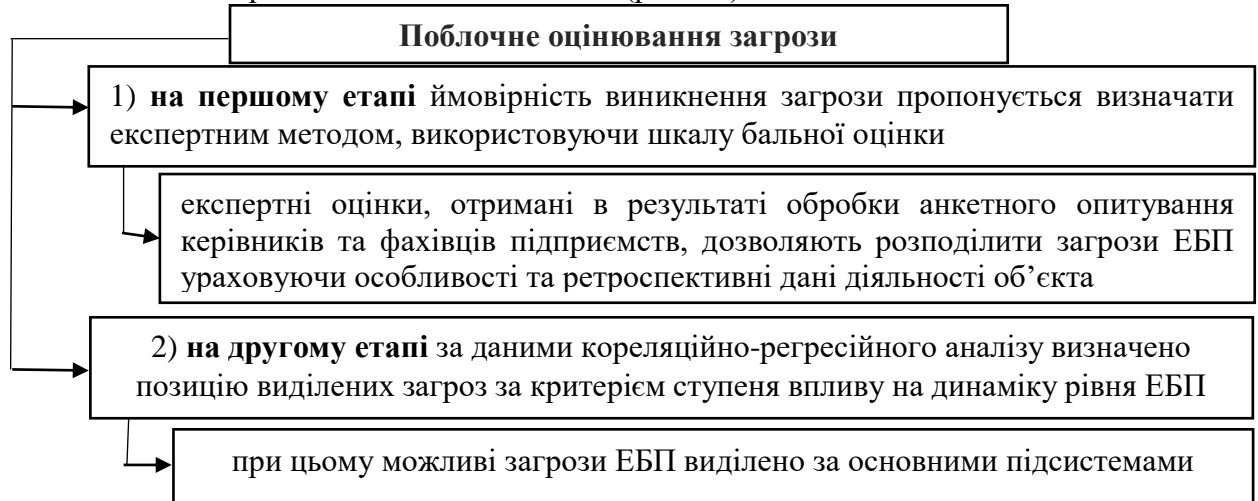 Поблочне оцінювання загрози
1) на першому етапі ймовірність виникнення загрози пропонується визначати
експертним методом, використовуючи шкалу бальної оцінки
експертні оцінки, отримані в результаті обробки анкетного опитування
керівників та фахівців підприємств, дозволяють розподілити загрози ЕБП
ураховуючи особливості та ретроспективні дані діяльності об’єкта
2) на другому етапі за даними кореляційно-регресійного аналізу визначено
позицію виділених загроз за критерієм ступеня впливу на динаміку рівня ЕБП
при цьому можливі загрози ЕБП виділено за основними підсистемами